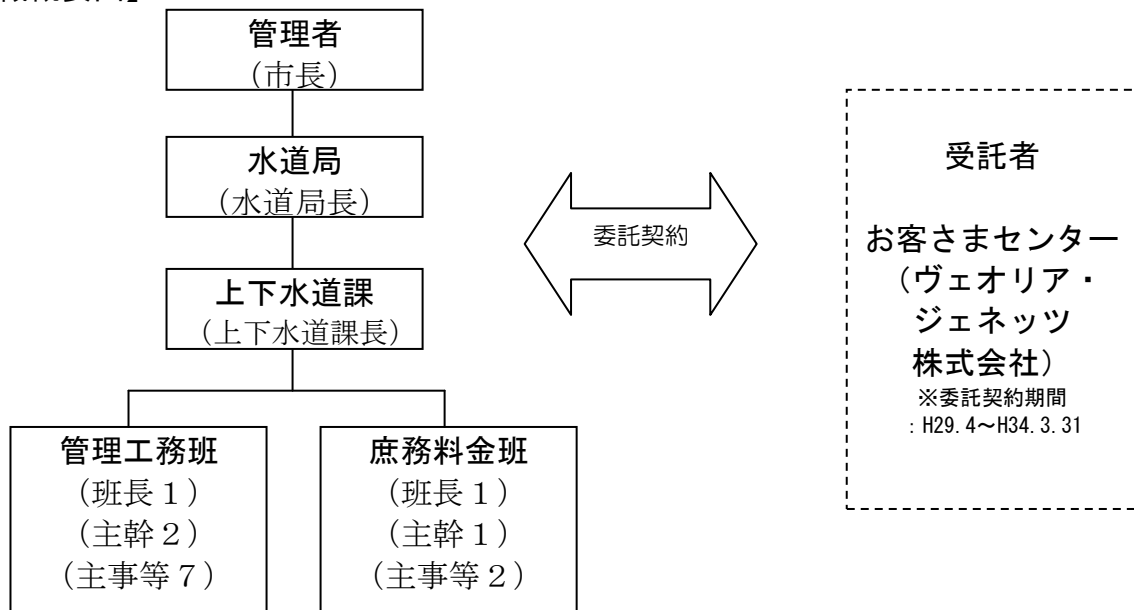 管理者
（市長）
水道局
（水道局長）
上下水道課
（上下水道課長）
管理工務班
（班長１）
（主幹２）
（主事等７）
庶務料金班
（班長１）
（主幹１）
（主事等２）
委託契約
受託者
お客さまセンター
（ヴェオリア・
ジェネッツ
株式会社）
※委託契約期間
：H29.4～H34.3.31